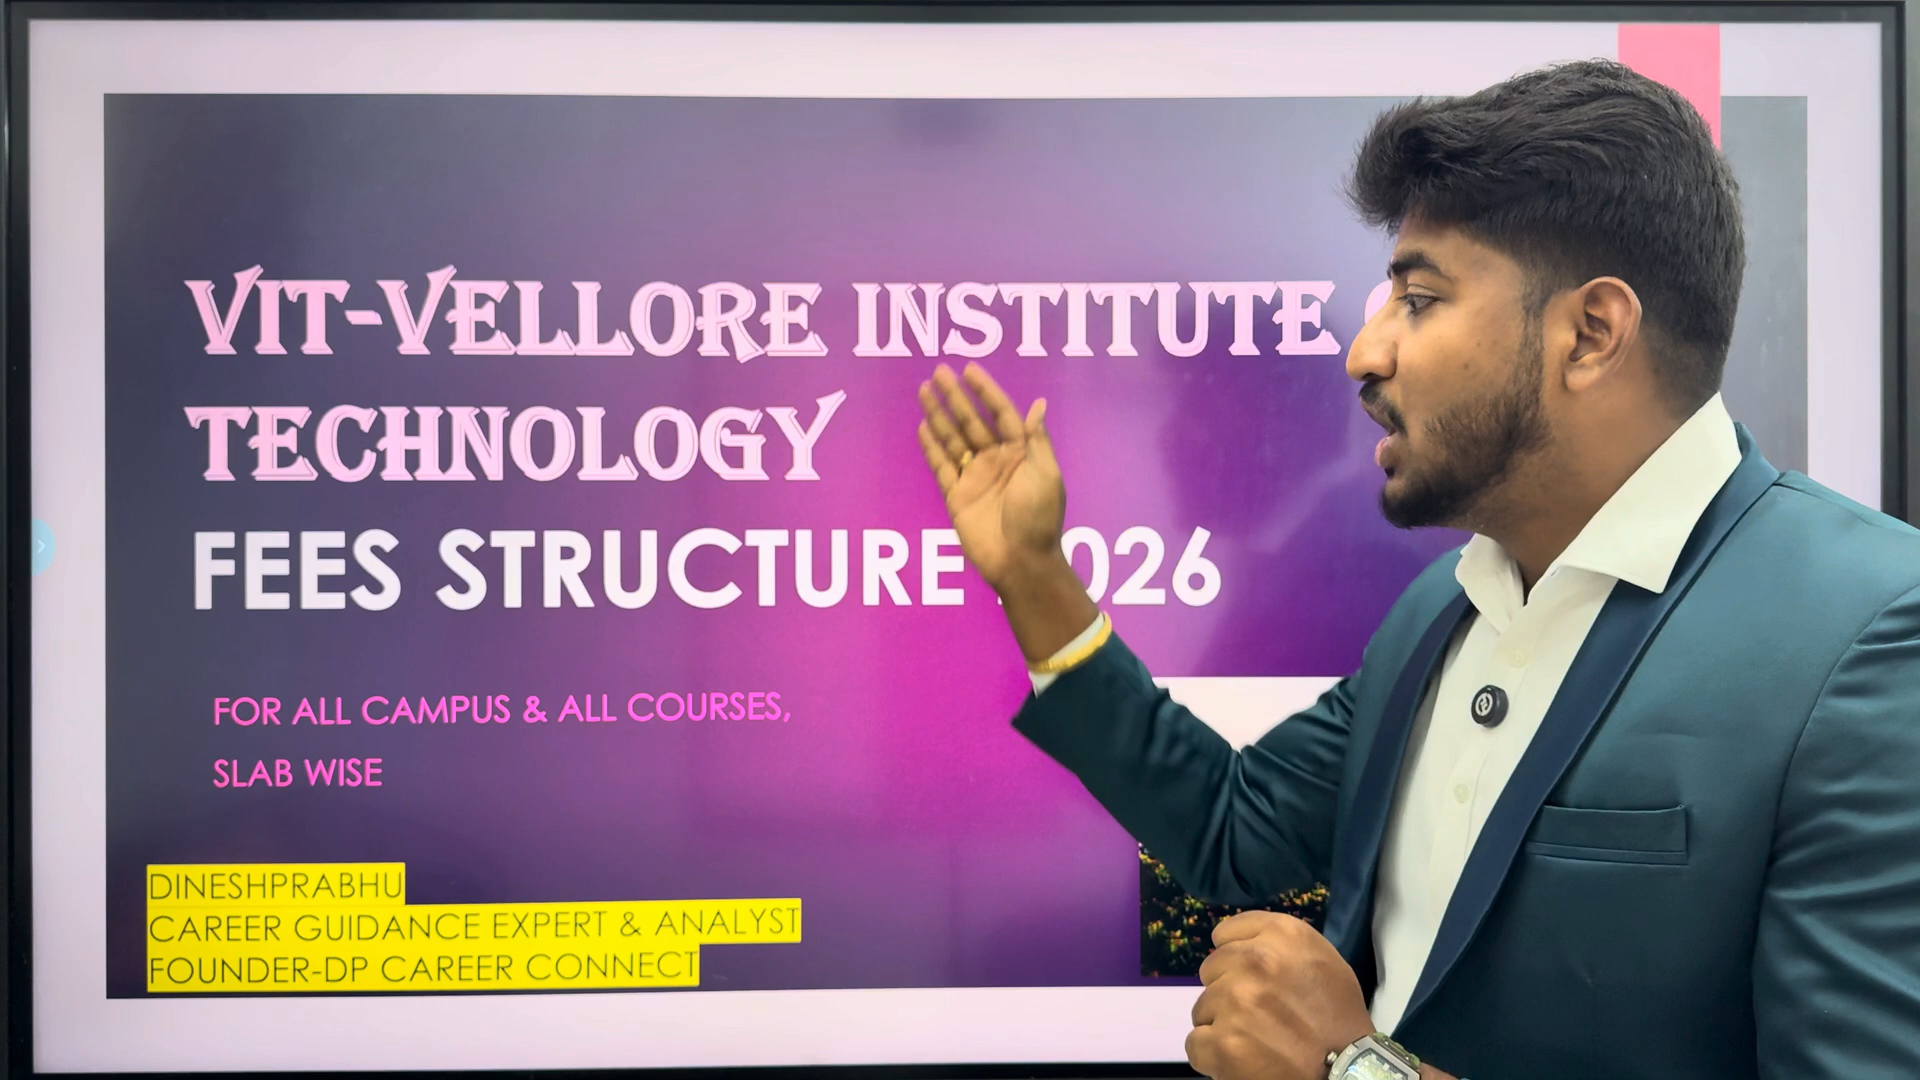 VIT-VELLORE INSTITUTE
TECHNOLOGY
FEES STRUCTURE 2026
FOR ALL CAMPUS & ALL COURSES,
SLAB WISE
DINESHPRABHU
CAREER GUIDANCE EXPERT & ANALYST
FOUNDER-DP CAREER CONNECT